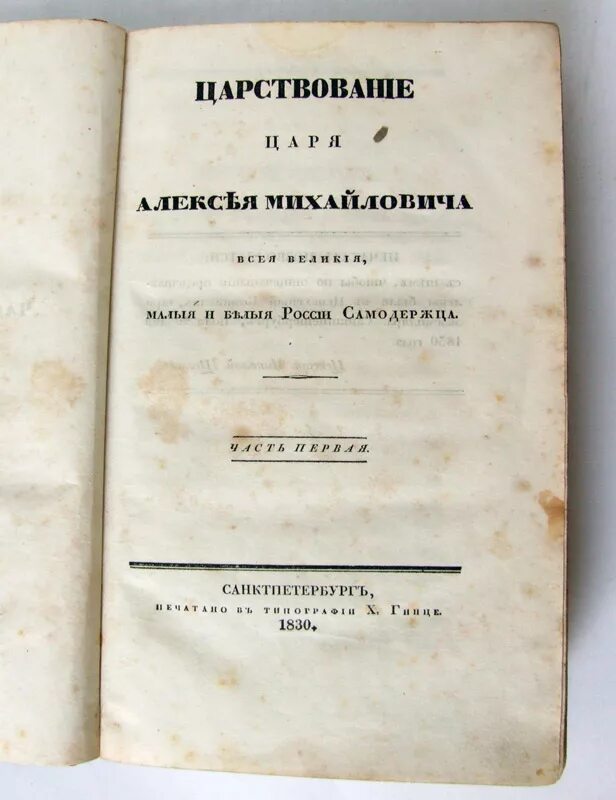 ЦАРСТВОВАНІЕ
ЦАРЯ
АЛЕКСѢЯ МИХАЙЛОВИЧА
ВСЕЯ ВЕЛИКІЯ,
МАЛЫЯ И БѢЛЫЯ РОССІИ САМОДЕРЖЦА.
ЧАСТЬ ПЕРВАЯ.
САНКТПЕТЕРБУРГЪ,
ПЕЧАТАНО ВЪ ТИПОГРАФІИ Х. ГИНЦЕ.
1830.